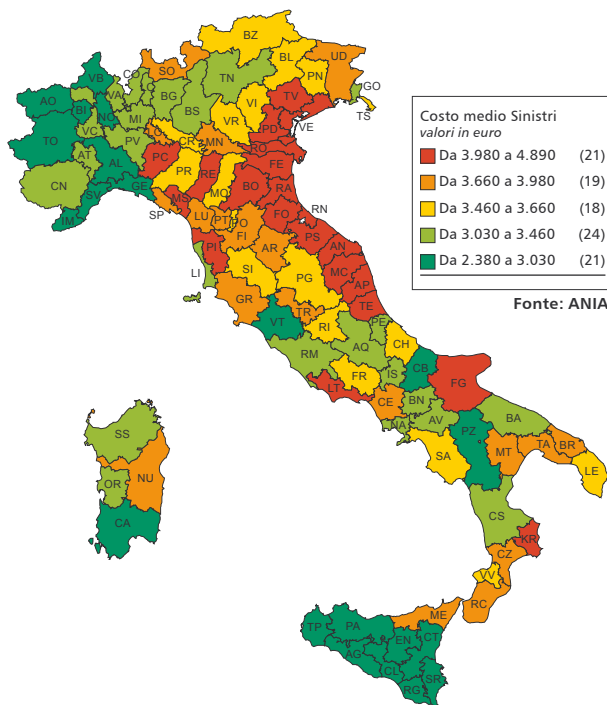 BZ
UD
BL
SO
TN
PN
VB
CO
LC
GO
AO
VA
BG
VI
TV
TS
BI
NO
MI
BS
VR
PD
VE
TO
VC
PV
CR
MN
RO
AT
AL
PC
FE
CN
PR
RE
GE
MO
BO
RA
SV
MS
IM
SP
LU
PT
PO
FO
RN
FI
PS
PI
AR
AN
LI
SI
PG
MC
AP
GR
TE
TR
VT
RI
PE
CH
AQ
RM
IS
CB
FG
LT
FR
CE
BN
BA
NA
AV
PZ
TA
BR
SS
MT
SA
LE
NU
OR
CS
CA
KR
CZ
VV
RC
ME
TP
PA
EN
CT
AG
CL
SR
RG
Costo medio Sinistri
valori in euro
Da 3.980 a 4.890 (21)
Da 3.660 a 3.980 (19)
Da 3.460 a 3.660 (18)
Da 3.030 a 3.460 (24)
Da 2.380 a 3.030 (21)
Fonte: ANIA